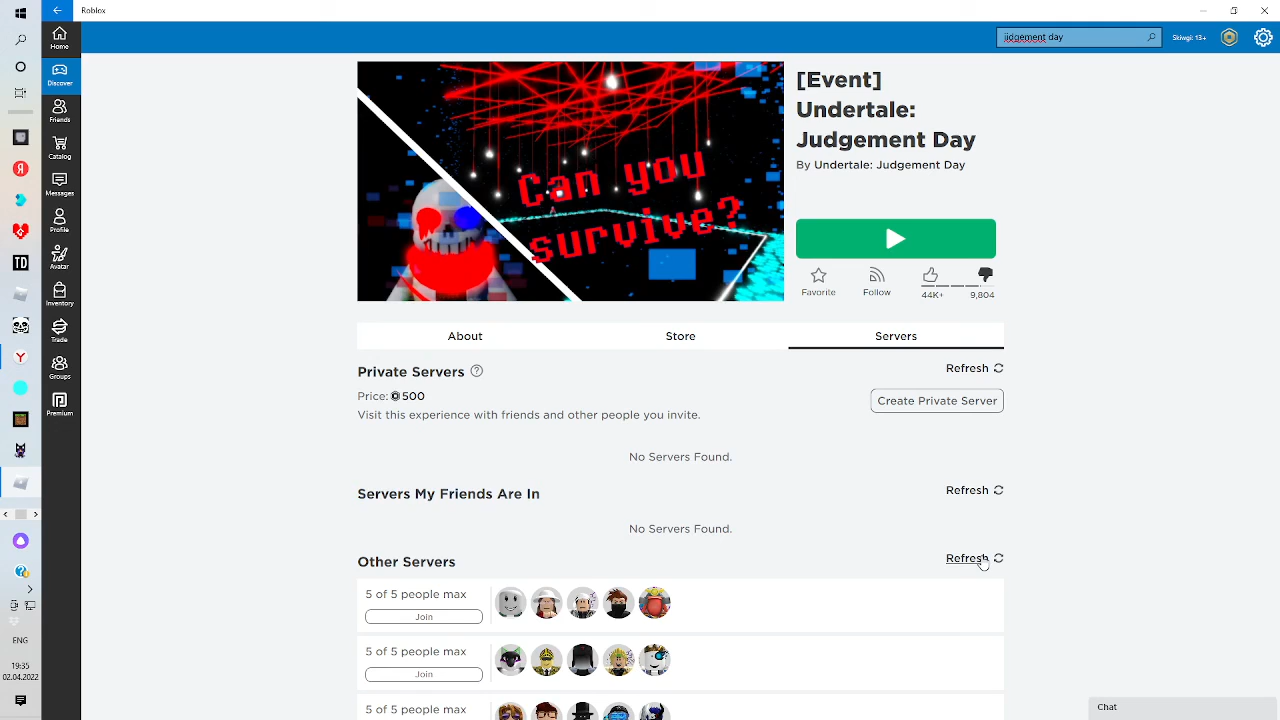 Roblox
jidgement day
Skiwgi: 13+
Home
Discover
Friends
Catalog
Messages
Profile
Avatar
Inventory
Trade
Groups
Premium
Can you
survive?
[Event]
Undertale:
Judgement Day
By Undertale: Judgement Day
Favorite
Follow
44K+
9,804
About
Store
Servers
Private Servers
Refresh
Price: 500
Create Private Server
Visit this experience with friends and other people you invite.
No Servers Found.
Servers My Friends Are In
Refresh
No Servers Found.
Other Servers
Refresh
5 of 5 people max
Join
5 of 5 people max
Join
5 of 5 people max
TD
ENG
19:35
02.04.2022
Chat